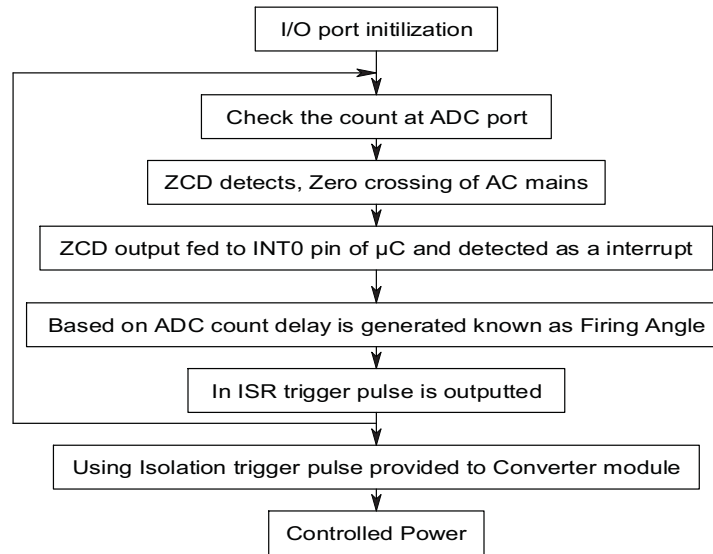 I/O port initilization
Check the count at ADC port
ZCD detects, Zero crossing of AC mains
ZCD output fed to INT0 pin of µC and detected as a interrupt
Based on ADC count delay is generated known as Firing Angle
In ISR trigger pulse is outputted
Using Isolation trigger pulse provided to Converter module
Controlled Power